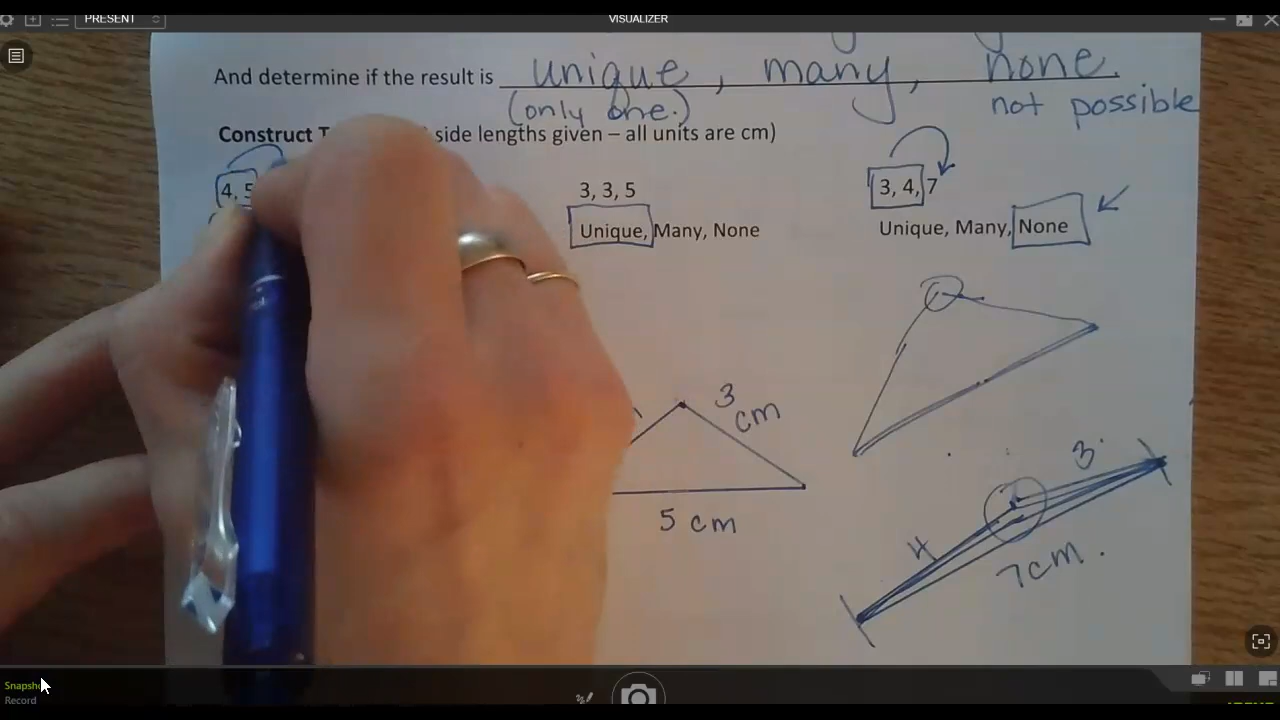 PRESENT
VISUALIZER
And determine if the result is unique, many, none.
(only one.)
not possible
Construct side lengths given – all units are cm)
4, 5
3, 3, 5
3, 4, 7
Unique, Many, None
Unique, Many, None
3 cm
5 cm
3
4
7cm.
Record